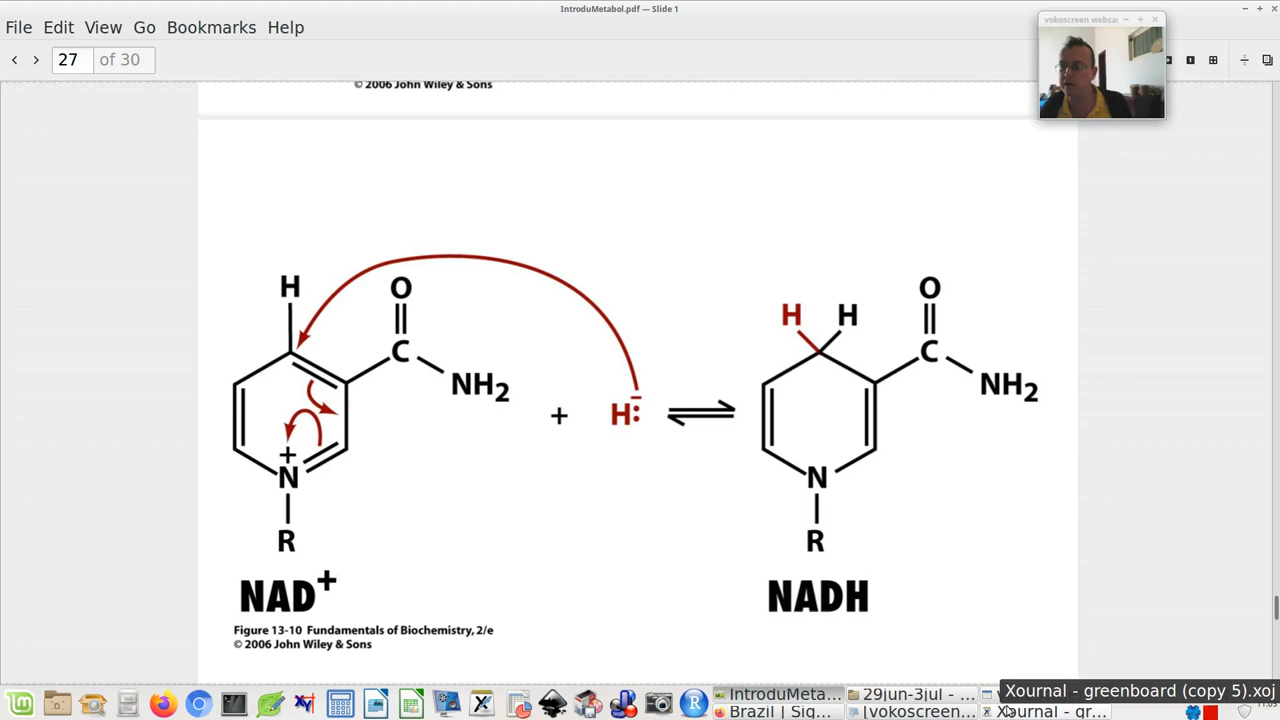 IntroduMetabol.pdf — Slide 1
vokoscreen webca
File Edit View Go Bookmarks Help
27 of 30
© 2006 John Wiley & Sons
H
O
C
NH2
+
N
R
+
H:
−
H
H
O
C
NH2
N
R
NAD+
NADH
Figure 13-10 Fundamentals of Biochemistry, 2/e
© 2006 John Wiley & Sons
Xournal - greenboard (copy 5).xoj
IntroduMeta...
29jun-3jul - ...
Brazil | Sig...
[vokoscreen...
Xournal - gr...